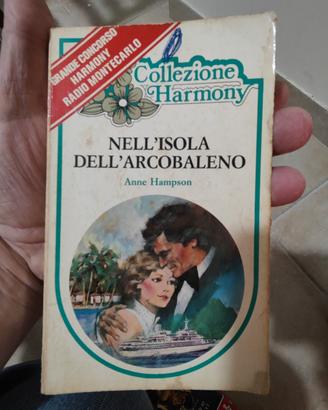 GRANDE CONCORSO
HARMONY
RADIO MONTECARLO
Collezione
Harmony
NELL'ISOLA
DELL'ARCOBALENO
Anne Hampson